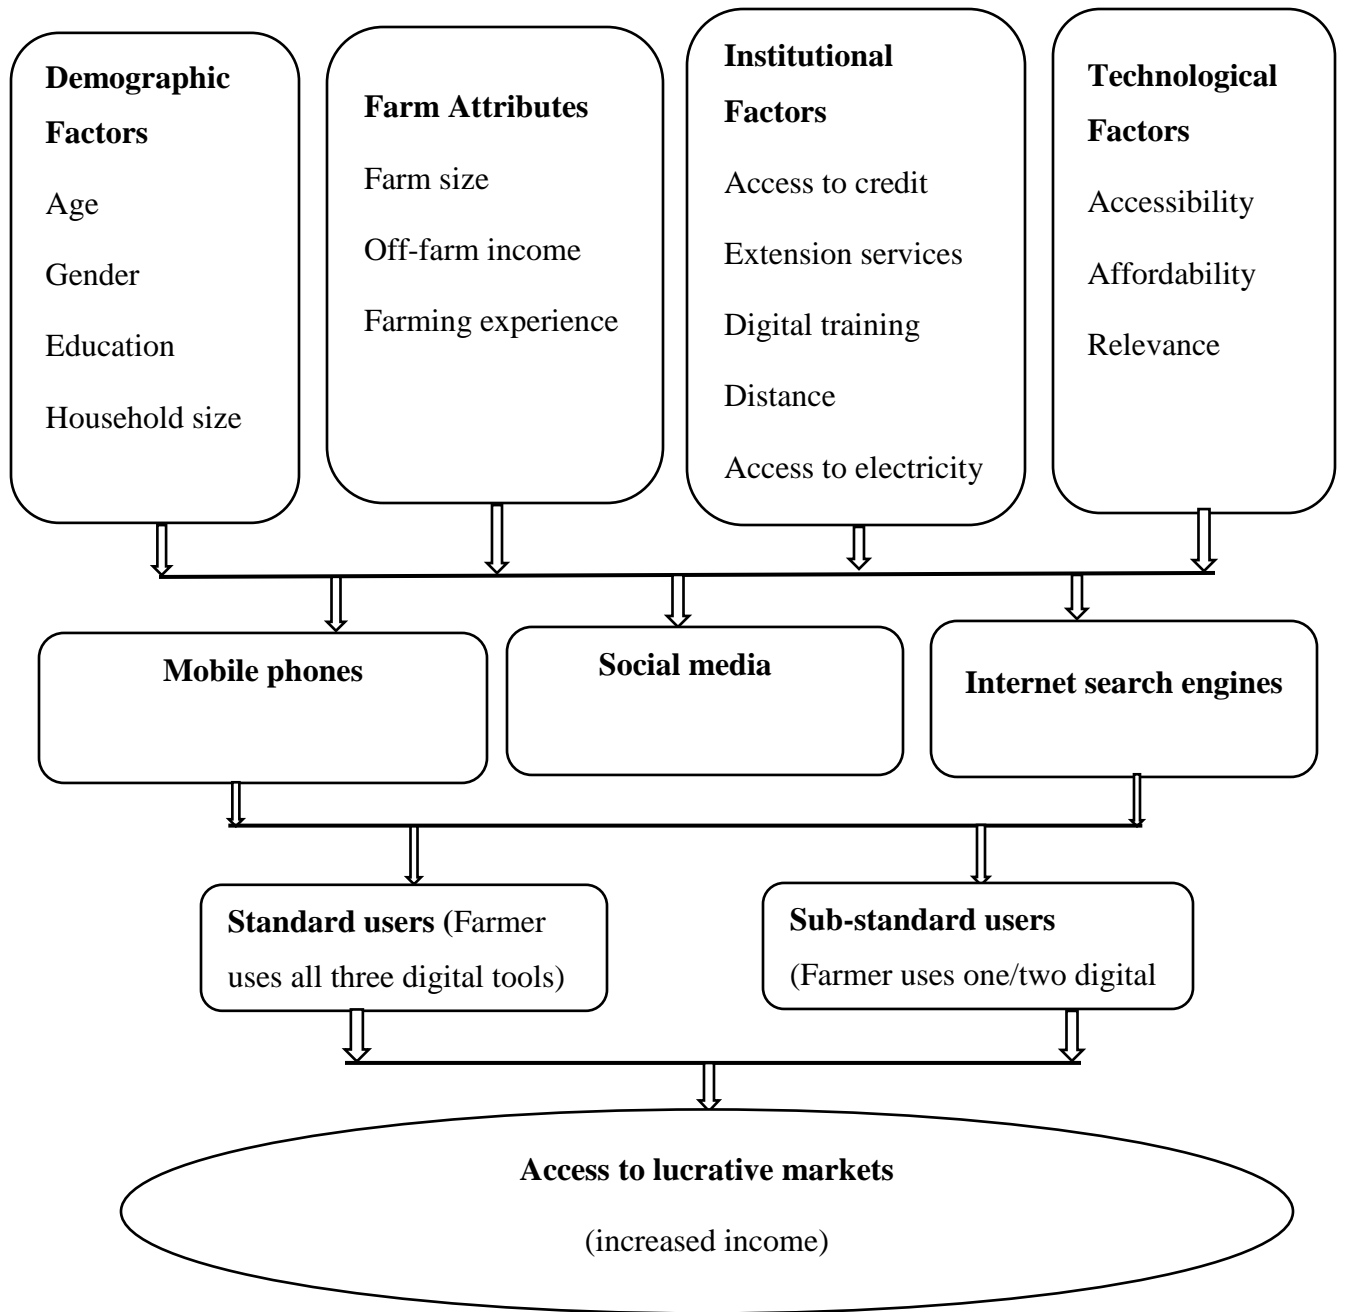 Demographic
Factors
Age
Gender
Education
Household size
Farm Attributes
Farm size
Off-farm income
Farming experience
Institutional
Factors
Access to credit
Extension services
Digital training
Distance
Access to electricity
Technological
Factors
Accessibility
Affordability
Relevance
Mobile phones
Social media
Internet search engines
Standard users (Farmer
uses all three digital tools)
Sub-standard users
(Farmer uses one/two digital
Access to lucrative markets
(increased income)